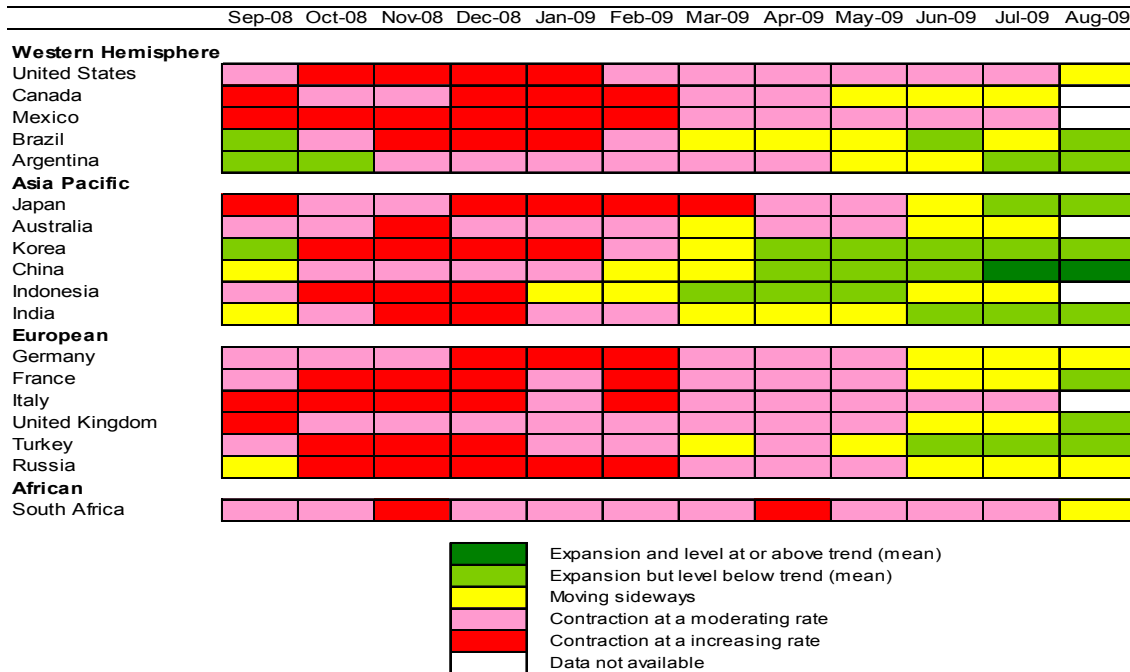 Sep-08 Oct-08 Nov-08 Dec-08 Jan-09 Feb-09 Mar-09 Apr-09 May-09 Jun-09 Jul-09 Aug-09
Western Hemisphere
United States
Canada
Mexico
Brazil
Argentina
Asia Pacific
Japan
Australia
Korea
China
Indonesia
India
European
Germany
France
Italy
United Kingdom
Turkey
Russia
African
South Africa
Expansion and level at or above trend (mean)
Expansion but level below trend (mean)
Moving sideways
Contraction at a moderating rate
Contraction at a increasing rate
Data not available